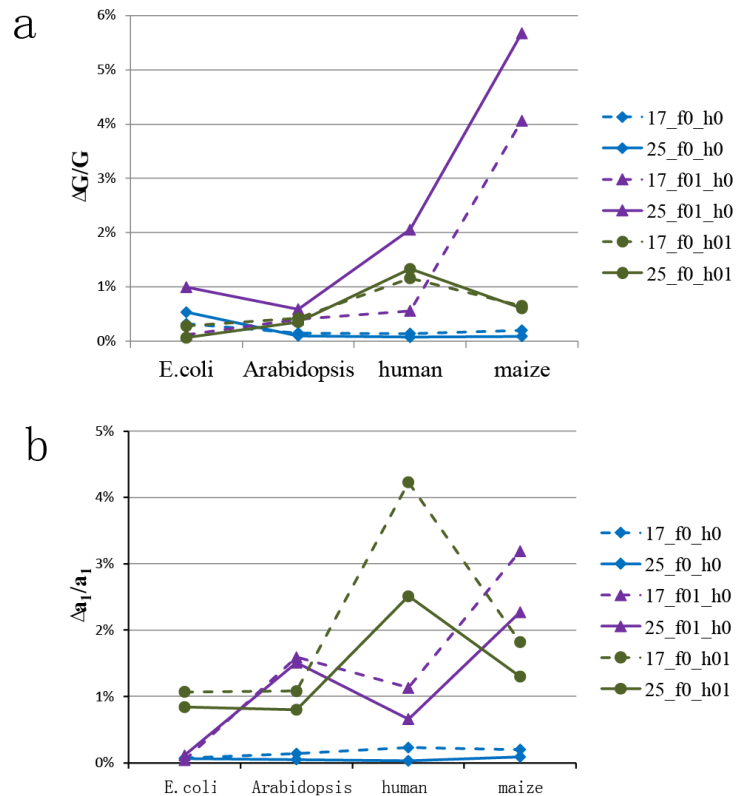 a
6%
5%
4%
3%
2%
1%
0%
ΔG/G
E.coli Arabidopsis human maize
17_f0_h0
25_f0_h0
17_f01_h0
25_f01_h0
17_f0_h01
25_f0_h01
b
5%
4%
3%
2%
1%
0%
Δa₁/a₁
E.coli Arabidopsis human maize
17_f0_h0
25_f0_h0
17_f01_h0
25_f01_h0
17_f0_h01
25_f0_h01